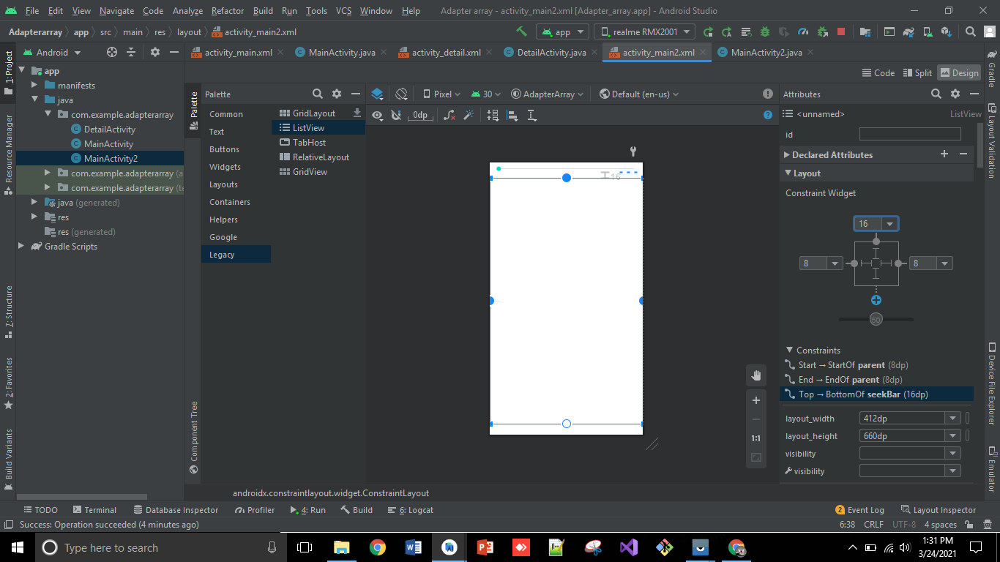 File Edit View Navigate Code Analyze Refactor Build Run Tools VCS Window Help Adapter array - activity_main2.xml [Adapter_array.app] - Android Studio
Adapterarray app src main res layout activity_main2.xml app realme RMX2001
Android activity_main.xml MainActivity.java activity_detail.xml DetailActivity.java activity_main2.xml MainActivity2.java
Code Split Design
1: Project
Resource Manager
7: Structure
2: Favorites
Build Variants
app
manifests
java
com.example.adapterarray
DetailActivity
MainActivity
MainActivity2
com.example.adapterarray (a
com.example.adapterarray (te
java (generated)
res
res (generated)
Gradle Scripts
Palette
Component Tree
Palette
Common
Text
Buttons
Widgets
Layouts
Containers
Helpers
Google
Legacy
GridLayout
ListView
TabHost
RelativeLayout
GridView
Pixel 30 AdapterArray Default (en-us)
0dp
16
1:1
Attributes
<unnamed> ListView
id
Declared Attributes
Layout
Constraint Widget
16
8 8
50
Constraints
Start → StartOf parent (8dp)
End → EndOf parent (8dp)
Top → BottomOf seekBar (16dp)
layout_width 412dp
layout_height 660dp
visibility
visibility
Gradle
Layout Validation
Device File Explorer
Emulator
androidx.constraintlayout.widget.ConstraintLayout
TODO Terminal Database Inspector Profiler 4: Run Build 6: Logcat 2 Event Log Layout Inspector
Success: Operation succeeded (4 minutes ago) 6:38 CRLF UTF-8 4 spaces
Type here to search 1:31 PM
3/24/2021